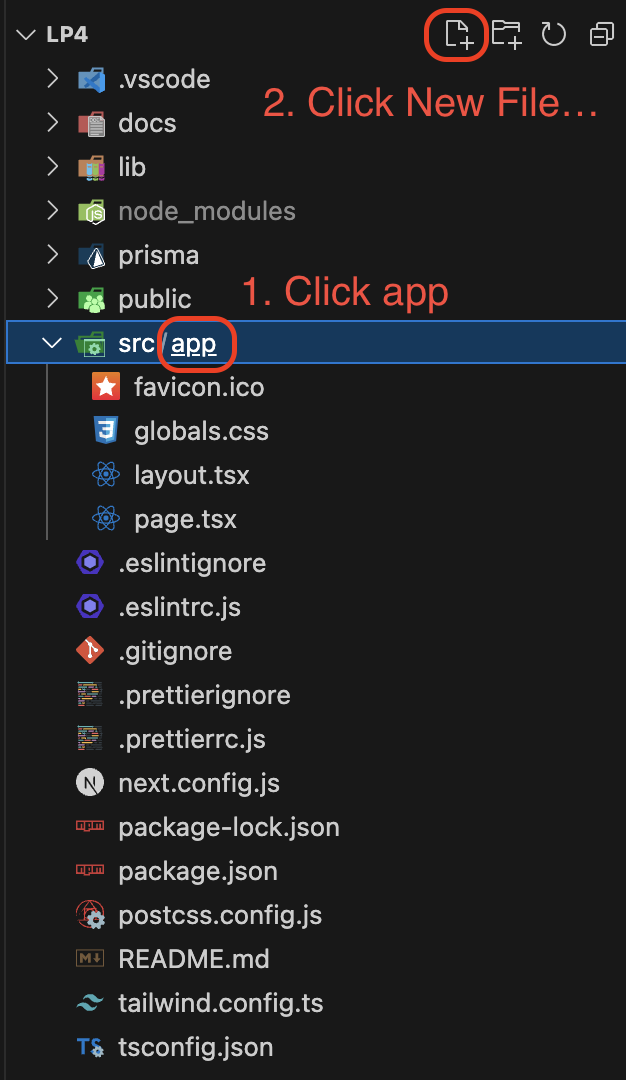 LP4
.vscode
2. Click New File...
docs
lib
node_modules
prisma
public
1. Click app
src/app
favicon.ico
globals.css
layout.tsx
page.tsx
.eslintignore
.eslintrc.js
.gitignore
.prettierignore
.prettierrc.js
next.config.js
package-lock.json
package.json
postcss.config.js
README.md
tailwind.config.ts
tsconfig.json